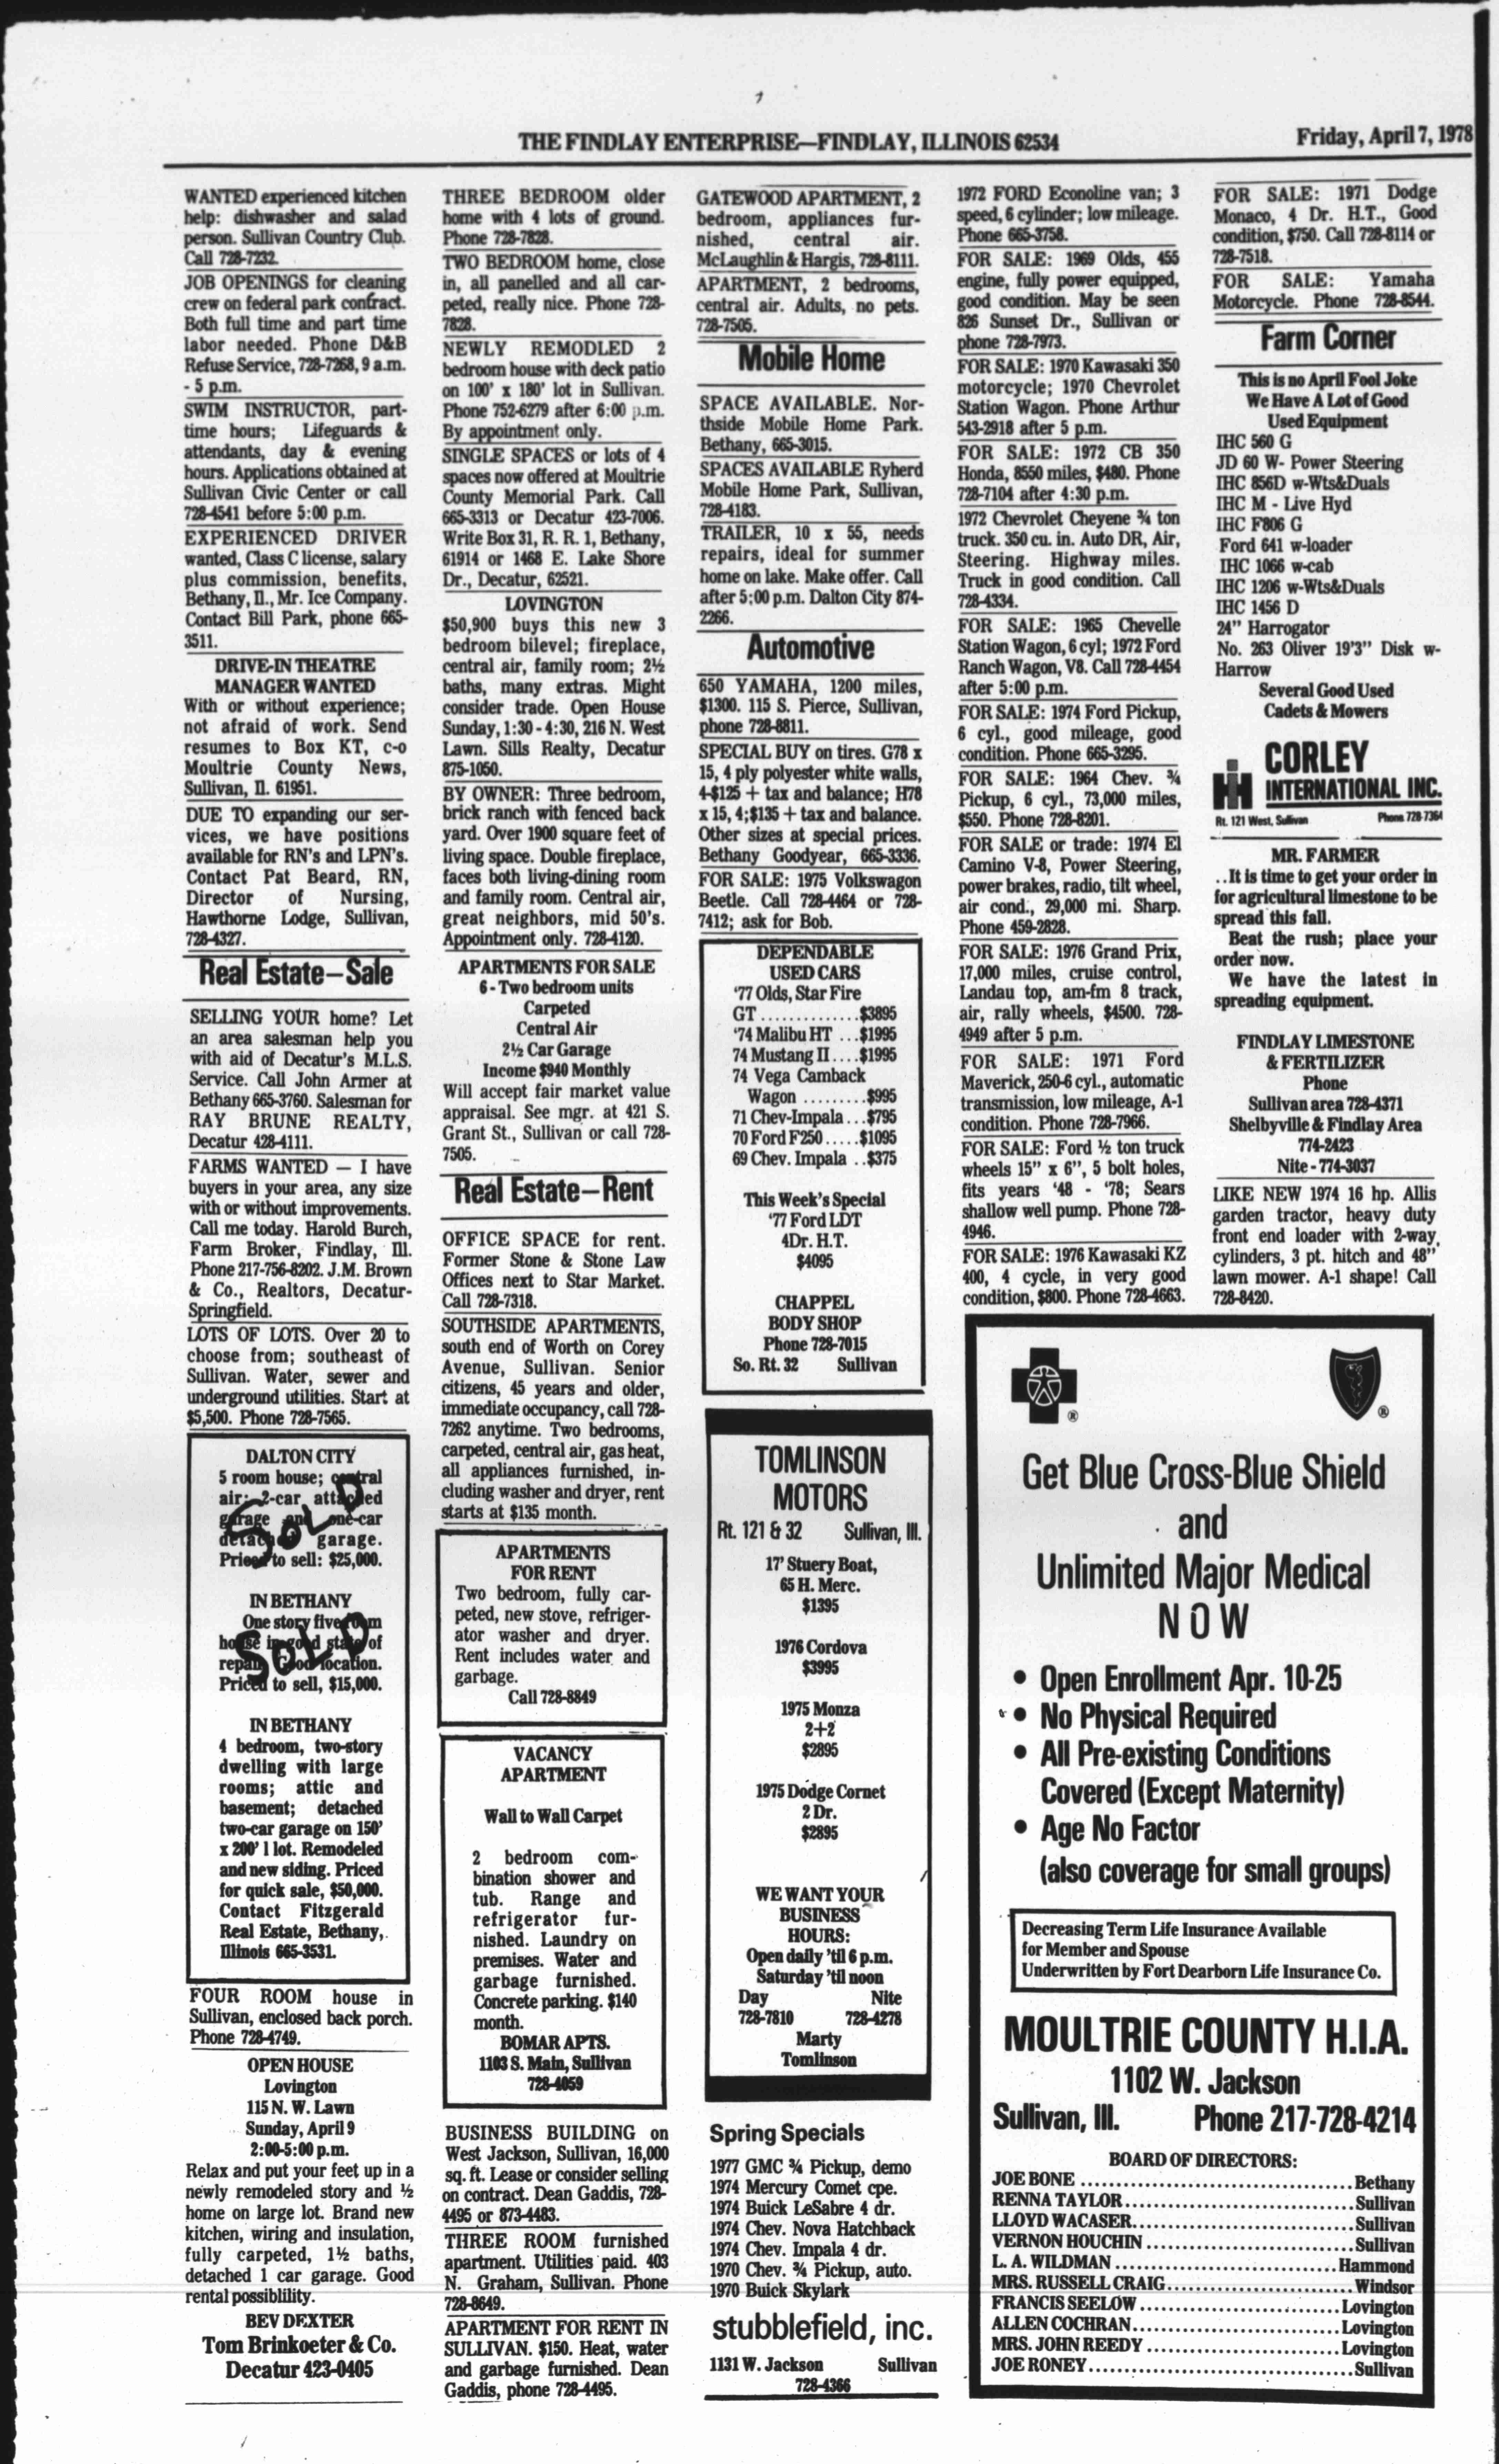 THE FINDLAY ENTERPRISE—FINDLAY, ILLINOIS 62534
Friday, April 7, 1978
WANTED experienced kitchen
help: dishwasher and salad
person. Sullivan Country Club.
Call 728-7232.
JOB OPENINGS for cleaning
crew on federal park contract.
Both full time and part time
labor needed. Phone D&B
Refuse Service, 728-7268, 9 a.m.
- 5 p.m.
SWIM INSTRUCTOR, part-
time hours; Lifeguards &
attendants, day & evening
hours. Applications obtained at
Sullivan Civic Center or call
728-4541 before 5:00 p.m.
EXPERIENCED DRIVER
wanted, Class C license, salary
plus commission, benefits,
Bethany, Il., Mr. Ice Company.
Contact Bill Park, phone 665-
3511.
DRIVE-IN THEATRE
MANAGER WANTED
With or without experience;
not afraid of work. Send
resumes to Box KT, c-o
Moultrie County News,
Sullivan, Il. 61951.
DUE TO expanding our ser-
vices, we have positions
available for RN's and LPN's.
Contact Pat Beard, RN,
Director of Nursing,
Hawthorne Lodge, Sullivan,
728-4327.
Real Estate—Sale
SELLING YOUR home? Let
an area salesman help you
with aid of Decatur's M.L.S.
Service. Call John Armer at
Bethany 665-3760. Salesman for
RAY BRUNE REALTY,
Decatur 428-4111.
FARMS WANTED — I have
buyers in your area, any size
with or without improvements.
Call me today. Harold Burch,
Farm Broker, Findlay, Ill.
Phone 217-756-8202. J.M. Brown
& Co., Realtors, Decatur-
Springfield.
LOTS OF LOTS. Over 20 to
choose from; southeast of
Sullivan. Water, sewer and
underground utilities. Start at
$5,500. Phone 728-7565.
DALTON CITY
5 room house; central
air; 2-car attached
garage and one-car
detached garage.
Priced to sell: $25,000.
SOLD
IN BETHANY
One story five room
house in good state of
repair. Good location.
Priced to sell, $15,000.
SOLD
IN BETHANY
4 bedroom, two-story
dwelling with large
rooms; attic and
basement; detached
two-car garage on 150'
x 200' l lot. Remodeled
and new siding. Priced
for quick sale, $50,000.
Contact Fitzgerald
Real Estate, Bethany,
Illinois 665-3531.
FOUR ROOM house in
Sullivan, enclosed back porch.
Phone 728-4749.
OPEN HOUSE
Lovington
115 N. W. Lawn
Sunday, April 9
2:00-5:00 p.m.
Relax and put your feet up in a
newly remodeled story and ½
home on large lot. Brand new
kitchen, wiring and insulation,
fully carpeted, 1½ baths,
detached 1 car garage. Good
rental possiblility.
BEV DEXTER
Tom Brinkoeter & Co.
Decatur 423-0405
THREE BEDROOM older
home with 4 lots of ground.
Phone 728-7828.
TWO BEDROOM home, close
in, all panelled and all car-
peted, really nice. Phone 728-
7828.
NEWLY REMODLED 2
bedroom house with deck patio
on 100' x 180' lot in Sullivan.
Phone 752-6279 after 6:00 p.m.
By appointment only.
SINGLE SPACES or lots of 4
spaces now offered at Moultrie
County Memorial Park. Call
665-3313 or Decatur 423-7006.
Write Box 31, R. R. 1, Bethany,
61914 or 1468 E. Lake Shore
Dr., Decatur, 62521.
LOVINGTON
$50,900 buys this new 3
bedroom bilevel; fireplace,
central air, family room; 2½
baths, many extras. Might
consider trade. Open House
Sunday, 1:30 - 4:30, 216 N. West
Lawn. Sills Realty, Decatur
875-1050.
BY OWNER: Three bedroom,
brick ranch with fenced back
yard. Over 1900 square feet of
living space. Double fireplace,
faces both living-dining room
and family room. Central air,
great neighbors, mid 50's.
Appointment only. 728-4120.
APARTMENTS FOR SALE
6 - Two bedroom units
Carpeted
Central Air
2½ Car Garage
Income $940 Monthly
Will accept fair market value
appraisal. See mgr. at 421 S.
Grant St., Sullivan or call 728-
7505.
Real Estate—Rent
OFFICE SPACE for rent.
Former Stone & Stone Law
Offices next to Star Market.
Call 728-7318.
SOUTHSIDE APARTMENTS,
south end of Worth on Corey
Avenue, Sullivan. Senior
citizens, 45 years and older,
immediate occupancy, call 728-
7262 anytime. Two bedrooms,
carpeted, central air, gas heat,
all appliances furnished, in-
cluding washer and dryer, rent
starts at $135 month.
APARTMENTS
FOR RENT
Two bedroom, fully car-
peted, new stove, refriger-
ator washer and dryer.
Rent includes water and
garbage.
Call 728-8849
VACANCY
APARTMENT
Wall to Wall Carpet
2 bedroom com-
bination shower and
tub. Range and
refrigerator fur-
nished. Laundry on
premises. Water and
garbage furnished.
Concrete parking. $140
month.
BOMAR APTS.
1103 S. Main, Sullivan
728-4059
BUSINESS BUILDING on
West Jackson, Sullivan, 16,000
sq. ft. Lease or consider selling
on contract. Dean Gaddis, 728-
4495 or 873-4483.
THREE ROOM furnished
apartment. Utilities paid. 403
N. Graham, Sullivan. Phone
728-8649.
APARTMENT FOR RENT IN
SULLIVAN. $150. Heat, water
and garbage furnished. Dean
Gaddis, phone 728-4495.
GATEWOOD APARTMENT, 2
bedroom, appliances fur-
nished, central air.
McLaughlin & Hargis, 728-8111.
APARTMENT, 2 bedrooms,
central air. Adults, no pets.
728-7505.
Mobile Home
SPACE AVAILABLE. Nor-
thside Mobile Home Park.
Bethany, 665-3015.
SPACES AVAILABLE Ryherd
Mobile Home Park, Sullivan,
728-4183.
TRAILER, 10 x 55, needs
repairs, ideal for summer
home on lake. Make offer. Call
after 5:00 p.m. Dalton City 874-
2266.
Automotive
650 YAMAHA, 1200 miles,
$1300. 115 S. Pierce, Sullivan,
phone 728-8811.
SPECIAL BUY on tires. G78 x
15, 4 ply polyester white walls,
4-$125 + tax and balance; H78
x 15, 4;$135 + tax and balance.
Other sizes at special prices.
Bethany Goodyear, 665-3336.
FOR SALE: 1975 Volkswagon
Beetle. Call 728-4464 or 728-
7412; ask for Bob.
DEPENDABLE
USED CARS
'77 Olds, Star Fire
GT .............$3895
'74 Malibu HT ...$1995
74 Mustang II....$1995
74 Vega Camback
Wagon .........$995
71 Chev-Impala...$795
70 Ford F250.....$1095
69 Chev. Impala ..$375
This Week's Special
'77 Ford LDT
4Dr. H.T.
$4095
CHAPPEL
BODY SHOP
Phone 728-7015
So. Rt. 32 Sullivan
TOMLINSON
MOTORS
Rt. 121 & 32 Sullivan, Ill.
17' Stuery Boat,
65 H. Merc.
$1395
1976 Cordova
$3995
1975 Monza
2+2
$2895
1975 Dodge Cornet
2 Dr.
$2895
WE WANT YOUR
BUSINESS
HOURS:
Open daily 'til 6 p.m.
Saturday 'til noon
Day Nite
728-7810 728-4278
Marty
Tomlinson
Spring Specials
1977 GMC ¾ Pickup, demo
1974 Mercury Comet cpe.
1974 Buick LeSabre 4 dr.
1974 Chev. Nova Hatchback
1974 Chev. Impala 4 dr.
1970 Chev. ¾ Pickup, auto.
1970 Buick Skylark
stubblefield, inc.
1131 W. Jackson Sullivan
728-4366
1972 FORD Econoline van; 3
speed, 6 cylinder; low mileage.
Phone 665-3758.
FOR SALE: 1969 Olds, 455
engine, fully power equipped,
good condition. May be seen
826 Sunset Dr., Sullivan or
phone 728-7973.
FOR SALE: 1970 Kawasaki 350
motorcycle; 1970 Chevrolet
Station Wagon. Phone Arthur
543-2918 after 5 p.m.
FOR SALE: 1972 CB 350
Honda, 8550 miles, $480. Phone
728-7104 after 4:30 p.m.
1972 Chevrolet Cheyene ¾ ton
truck. 350 cu. in. Auto DR, Air,
Steering. Highway miles.
Truck in good condition. Call
728-4334.
FOR SALE: 1965 Chevelle
Station Wagon, 6 cyl; 1972 Ford
Ranch Wagon, V8. Call 728-4454
after 5:00 p.m.
FOR SALE: 1974 Ford Pickup,
6 cyl., good mileage, good
condition. Phone 665-3295.
FOR SALE: 1964 Chev. ¾
Pickup, 6 cyl., 73,000 miles,
$550. Phone 728-8201.
FOR SALE or trade: 1974 El
Camino V-8, Power Steering,
power brakes, radio, tilt wheel,
air cond., 29,000 mi. Sharp.
Phone 459-2828.
FOR SALE: 1976 Grand Prix,
17,000 miles, cruise control,
Landau top, am-fm 8 track,
air, rally wheels, $4500. 728-
4949 after 5 p.m.
FOR SALE: 1971 Ford
Maverick, 250-6 cyl., automatic
transmission, low mileage, A-1
condition. Phone 728-7966.
FOR SALE: Ford ½ ton truck
wheels 15" x 6", 5 bolt holes,
fits years '48 - '78; Sears
shallow well pump. Phone 728-
4946.
FOR SALE: 1976 Kawasaki KZ
400, 4 cycle, in very good
condition, $800. Phone 728-4663.
FOR SALE: 1971 Dodge
Monaco, 4 Dr. H.T., Good
condition, $750. Call 728-8114 or
728-7518.
FOR SALE: Yamaha
Motorcycle. Phone 728-8544.
Farm Corner
This is no April Fool Joke
We Have A Lot of Good
Used Equipment
IHC 560 G
JD 60 W- Power Steering
IHC 856D w-Wts&Duals
IHC M - Live Hyd
IHC F806 G
Ford 641 w-loader
IHC 1066 w-cab
IHC 1206 w-Wts&Duals
IHC 1456 D
24" Harrogator
No. 263 Oliver 19'3" Disk w-
Harrow
Several Good Used
Cadets & Mowers
CORLEY
INTERNATIONAL INC.
Rt. 121 West, Sullivan Phone 728-7364
MR. FARMER
..It is time to get your order in
for agricultural limestone to be
spread this fall.
Beat the rush; place your
order now.
We have the latest in
spreading equipment.
FINDLAY LIMESTONE
& FERTILIZER
Phone
Sullivan area 728-4371
Shelbyville & Findlay Area
774-2423
Nite - 774-3037
LIKE NEW 1974 16 hp. Allis
garden tractor, heavy duty
front end loader with 2-way
cylinders, 3 pt. hitch and 48"
lawn mower. A-1 shape! Call
728-8420.
® ®
Get Blue Cross-Blue Shield
and
Unlimited Major Medical
NOW
• Open Enrollment Apr. 10-25
• No Physical Required
• All Pre-existing Conditions
Covered (Except Maternity)
• Age No Factor
(also coverage for small groups)
Decreasing Term Life Insurance Available
for Member and Spouse
Underwritten by Fort Dearborn Life Insurance Co.
MOULTRIE COUNTY H.I.A.
1102 W. Jackson
Sullivan, Ill. Phone 217-728-4214
BOARD OF DIRECTORS:
JOE BONE ..........Bethany
RENNA TAYLOR..........Sullivan
LLOYD WACASER..........Sullivan
VERNON HOUCHIN..........Sullivan
L. A. WILDMAN..........Hammond
MRS. RUSSELL CRAIG..........Windsor
FRANCIS SEELOW..........Lovington
ALLEN COCHRAN..........Lovington
MRS. JOHN REEDY..........Lovington
JOE RONEY..........Sullivan